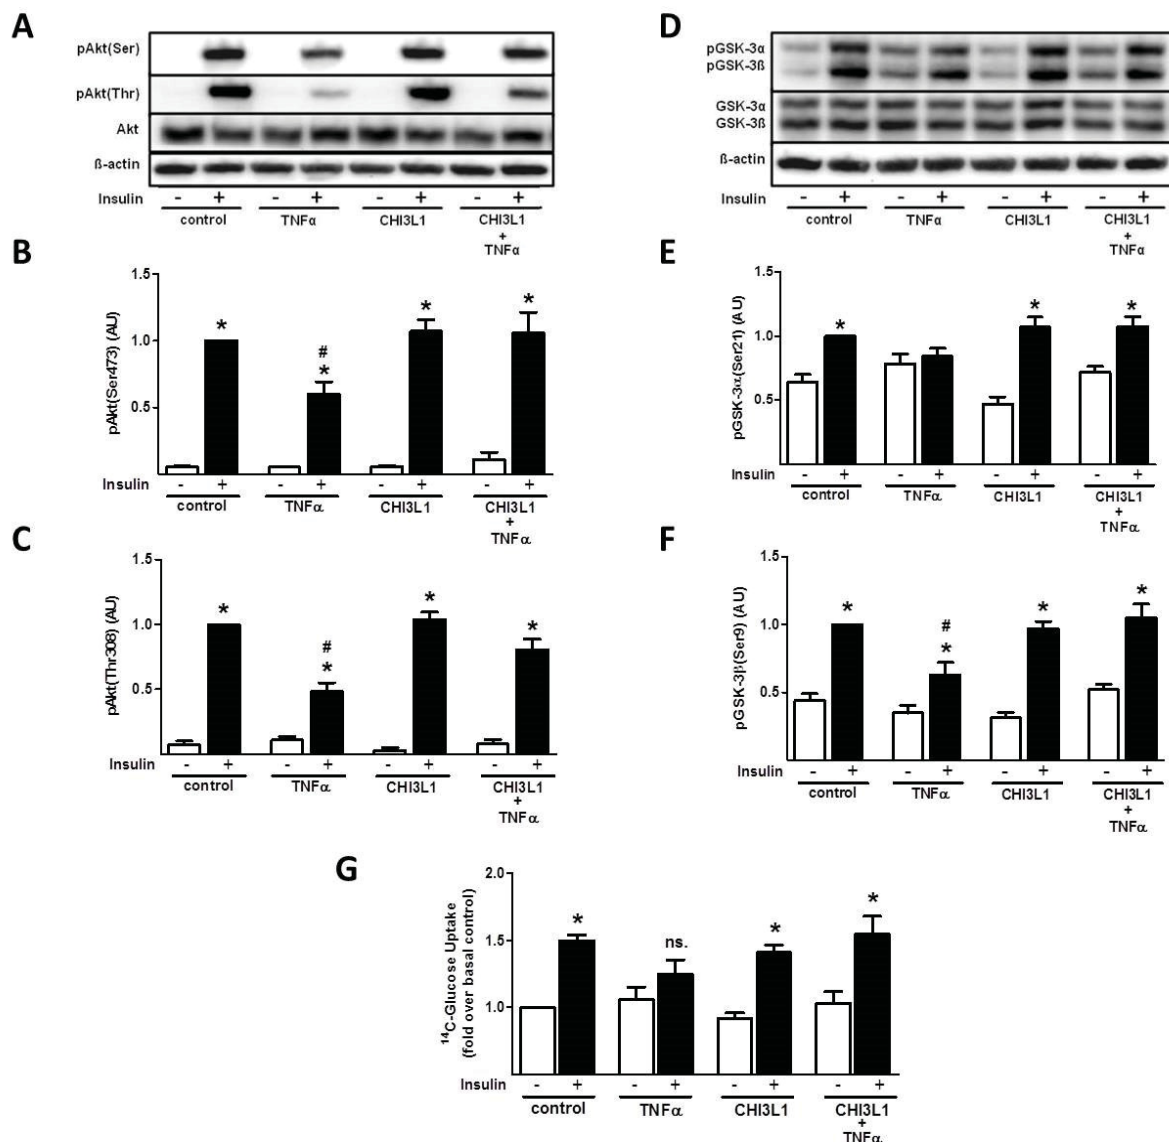 A
pAkt(Ser)
pAkt(Thr)
Akt
ß-actin
Insulin - + - + - + - +
control TNFα CHI3L1 CHI3L1
+
TNFα
D
pGSK-3α
pGSK-3ß
GSK-3α
GSK-3ß
ß-actin
Insulin - + - + - + - +
control TNFα CHI3L1 CHI3L1
+
TNFα
B
pAkt(Ser473) (AU)
1.5
1.0
0.5
* # * * *
Insulin - + - + - + - +
control TNFα CHI3L1 CHI3L1
+
TNFα
E
pGSK-3α(Ser21) (AU)
1.5
1.0
0.5
* * *
Insulin - + - + - + - +
control TNFα CHI3L1 CHI3L1
+
TNFα
C
pAkt(Thr308) (AU)
1.5
1.0
0.5
* # * * *
Insulin - + - + - + - +
control TNFα CHI3L1 CHI3L1
+
TNFα
F
pGSK-3β(Ser9) (AU)
1.5
1.0
0.5
* # * * *
Insulin - + - + - + - +
control TNFα CHI3L1 CHI3L1
+
TNFα
G
14C-Glucose Uptake
(fold over basal control)
2.0
1.5
1.0
* ns. * *
Insulin - + - + - + - +
control TNFα CHI3L1 CHI3L1
+
TNFα